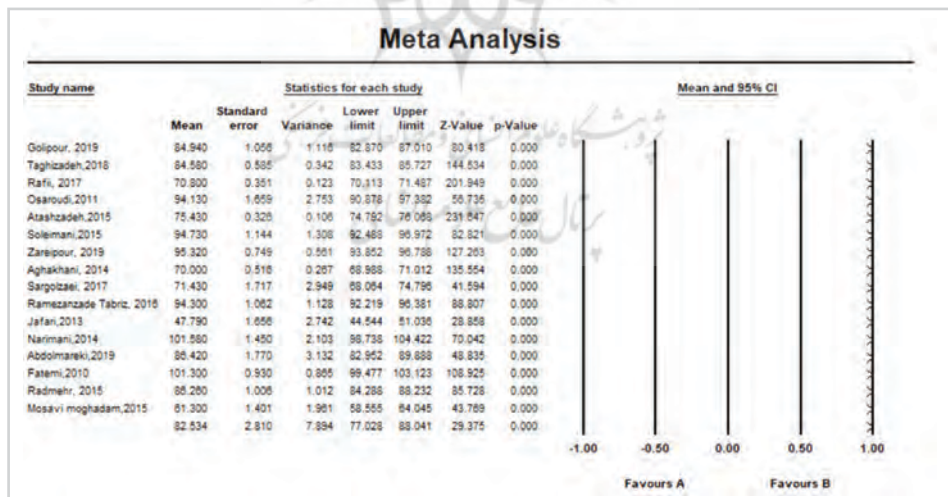 Meta Analysis
Study name Statistics for each study Mean and 95% CI
Mean Standard error Variance Lower limit Upper limit Z-Value p-Value
Golipour, 2019 84.940 1.056 1.116 82.870 87.010 80.418 0.000
Taghizadeh,2018 84.580 0.585 0.342 83.433 85.727 144.534 0.000
Rafii, 2017 70.800 0.351 0.123 70.113 71.487 201.949 0.000
Osaroudi,2011 94.130 1.659 2.753 90.878 97.382 56.735 0.000
Atashzadeh,2015 75.430 0.326 0.106 74.792 76.068 231.647 0.000
Soleimani,2015 94.730 1.144 1.308 92.488 96.972 82.821 0.000
Zareipour, 2019 95.320 0.749 0.561 93.852 96.788 127.263 0.000
Aghakhani, 2014 70.000 0.516 0.267 68.988 71.012 135.554 0.000
Sargolzaei, 2017 71.430 1.717 2.949 68.064 74.796 41.594 0.000
Ramezanzade Tabriz, 2016 94.300 1.062 1.128 92.219 96.381 88.807 0.000
Jafari,2013 47.790 1.656 2.742 44.544 51.036 28.858 0.000
Narimani,2014 101.580 1.450 2.103 98.738 104.422 70.042 0.000
Abdolmareki,2019 86.420 1.770 3.132 82.952 89.888 48.835 0.000
Fatemi,2010 101.300 0.930 0.865 99.477 103.123 108.925 0.000
Radmehr, 2015 86.260 1.006 1.012 84.288 88.232 85.728 0.000
Mosavi moghadam,2015 61.300 1.401 1.961 58.555 64.045 43.769 0.000
82.534 2.810 7.894 77.028 88.041 29.375 0.000
-1.00 -0.50 0.00 0.50 1.00
Favours A Favours B
پژوهشگاه علوم انسانی و مطالعات فرهنگی
پرتال جامع علوم انسانی